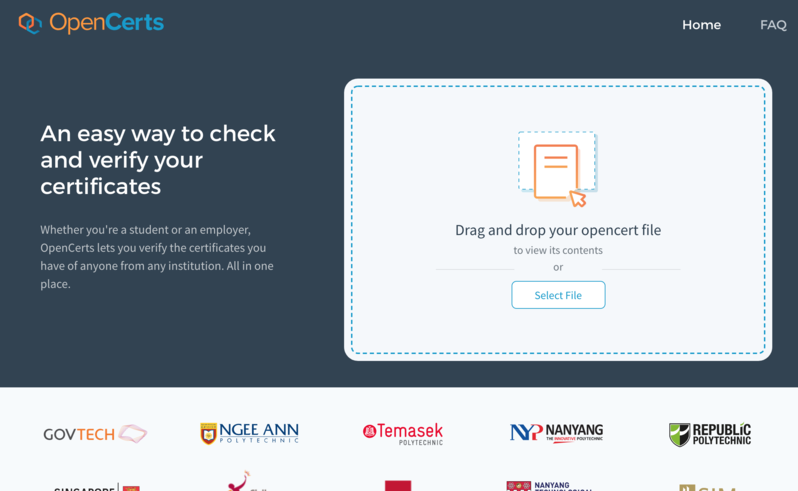 OpenCerts
Home
FAQ
An easy way to check
and verify your
certificates
Whether you're a student or an employer,
OpenCerts lets you verify the certificates you
have of anyone from any institution. All in one
place.
Drag and drop your opencert file
to view its contents
or
Select File
GOVTECH
NGEE ANN
POLYTECHNIC
Temasek
POLYTECHNIC
NYP NANYANG
THE INNOVATIVE POLYTECHNIC
REPUBLIC
POLYTECHNIC
SINGAPORE
NANYANG
TECHNOLOGICAL
SIM